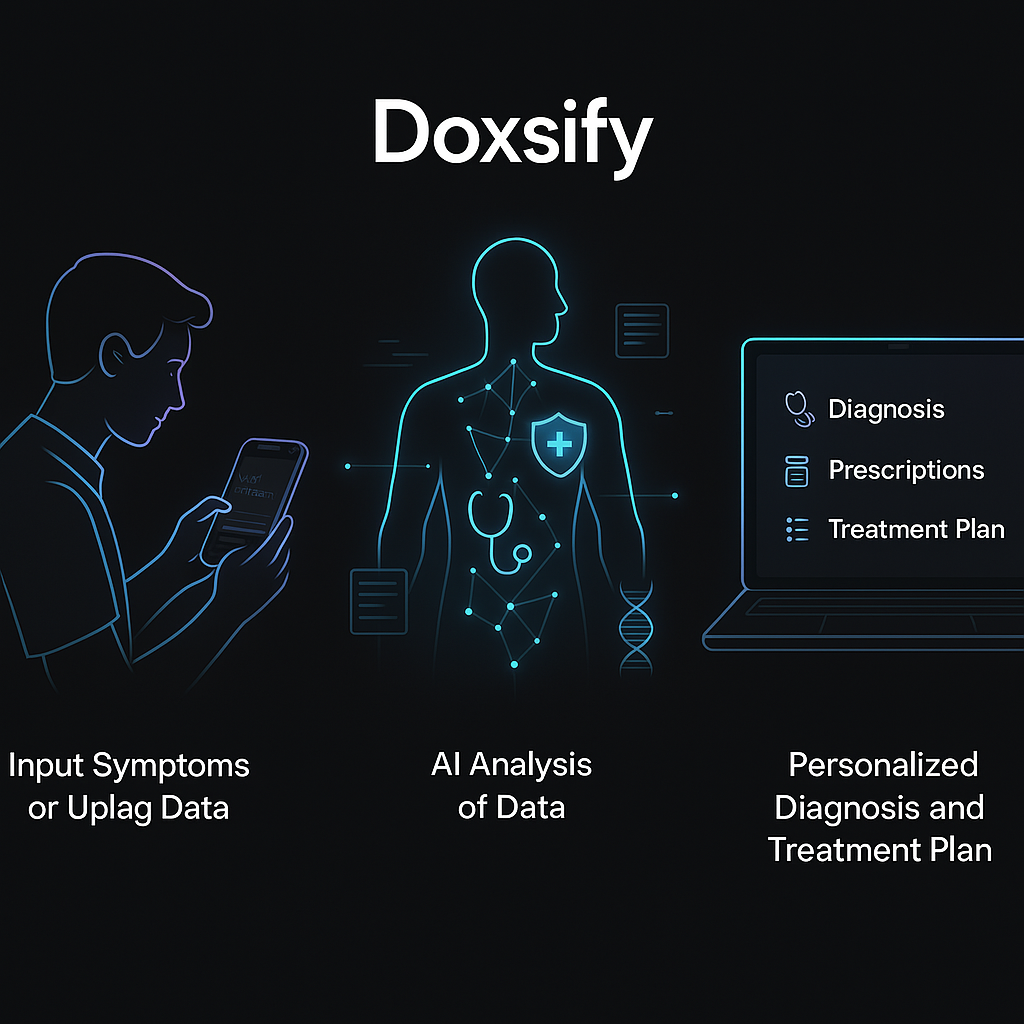 Doxsify
Diagnosis
Prescriptions
Treatment Plan
Input Symptoms
or Uplag Data
AI Analysis
of Data
Personalized
Diagnosis and
Treatment Plan